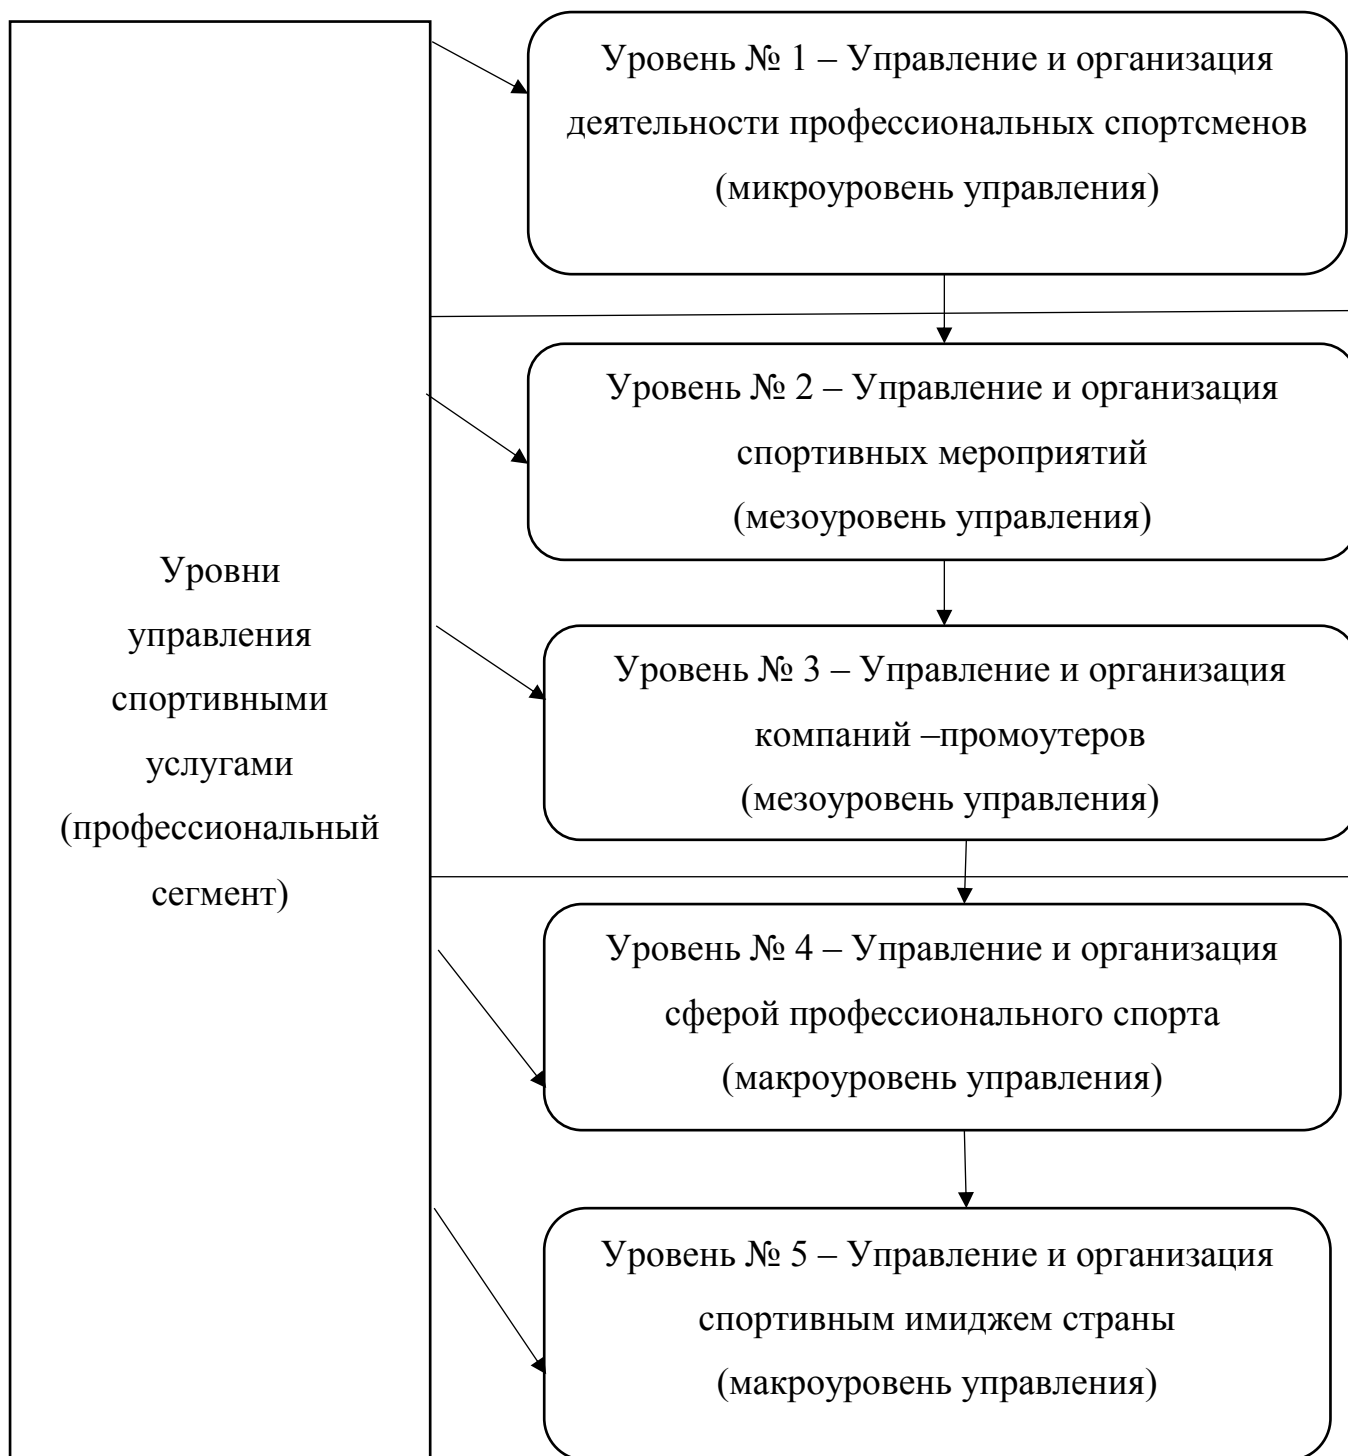 Уровни
управления
спортивными
услугами
(профессиональный
сегмент)
Уровень № 1 – Управление и организация
деятельности профессиональных спортсменов
(микроуровень управления)
Уровень № 2 – Управление и организация
спортивных мероприятий
(мезоуровень управления)
Уровень № 3 – Управление и организация
компаний –промоутеров
(мезоуровень управления)
Уровень № 4 – Управление и организация
сферой профессионального спорта
(макроуровень управления)
Уровень № 5 – Управление и организация
спортивным имиджем страны
(макроуровень управления)